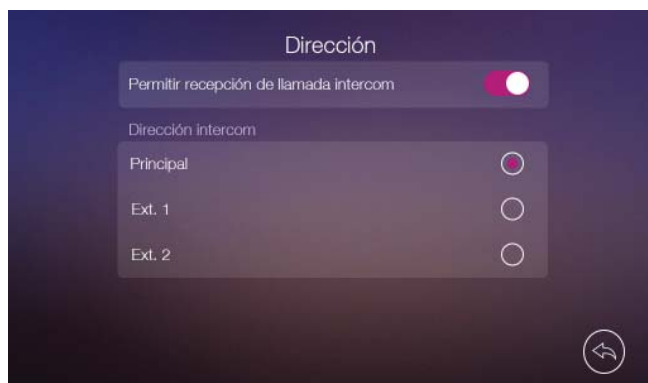 Dirección
Permitir recepción de llamada intercom
Dirección intercom
Principal
Ext. 1
Ext. 2